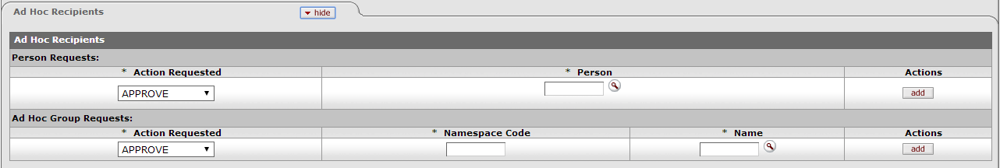 Ad Hoc Recipients hide
Ad Hoc Recipients
Person Requests:
* Action Requested * Person Actions
APPROVE add
Ad Hoc Group Requests:
* Action Requested * Namespace Code * Name Actions
APPROVE add